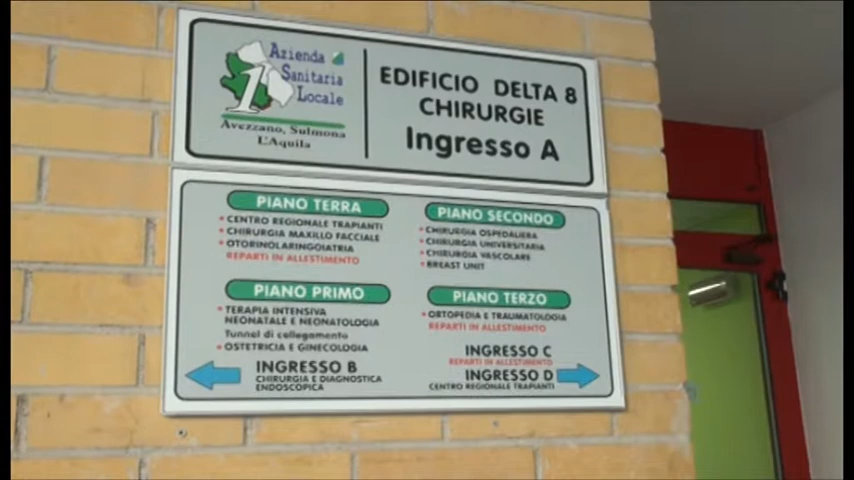 Azienda
Sanitaria
Locale
1
Avezzano, Sulmona
L'Aquila
EDIFICIO DELTA 8
CHIRURGIE
Ingresso A
PIANO TERRA
CENTRO REGIONALE TRAPIANTI
CHIRURGIA MAXILLO FACCIALE
OTORINOLARINGOIATRIA
REPARTI IN ALLESTIMENTO
PIANO PRIMO
TERAPIA INTENSIVA
NEONATALE E NEONATOLOGIA
Tunnel di collegamento
OSTETRICIA E GINECOLOGIA
INGRESSO B
CHIRURGIE E DIAGNOSTICA
ENDOSCOPICA
PIANO SECONDO
CHIRURGIA OSPEDALIERA
CHIRURGIA UNIVERSITARIA
CHIRURGIA VASCOLARE
BREAST UNIT
PIANO TERZO
ORTOPEDIA E TRAUMATOLOGIA
REPARTI IN ALLESTIMENTO
INGRESSO C
REPARTI IN ALLESTIMENTO
INGRESSO D
CENTRO REGIONALE TRAPIANTI